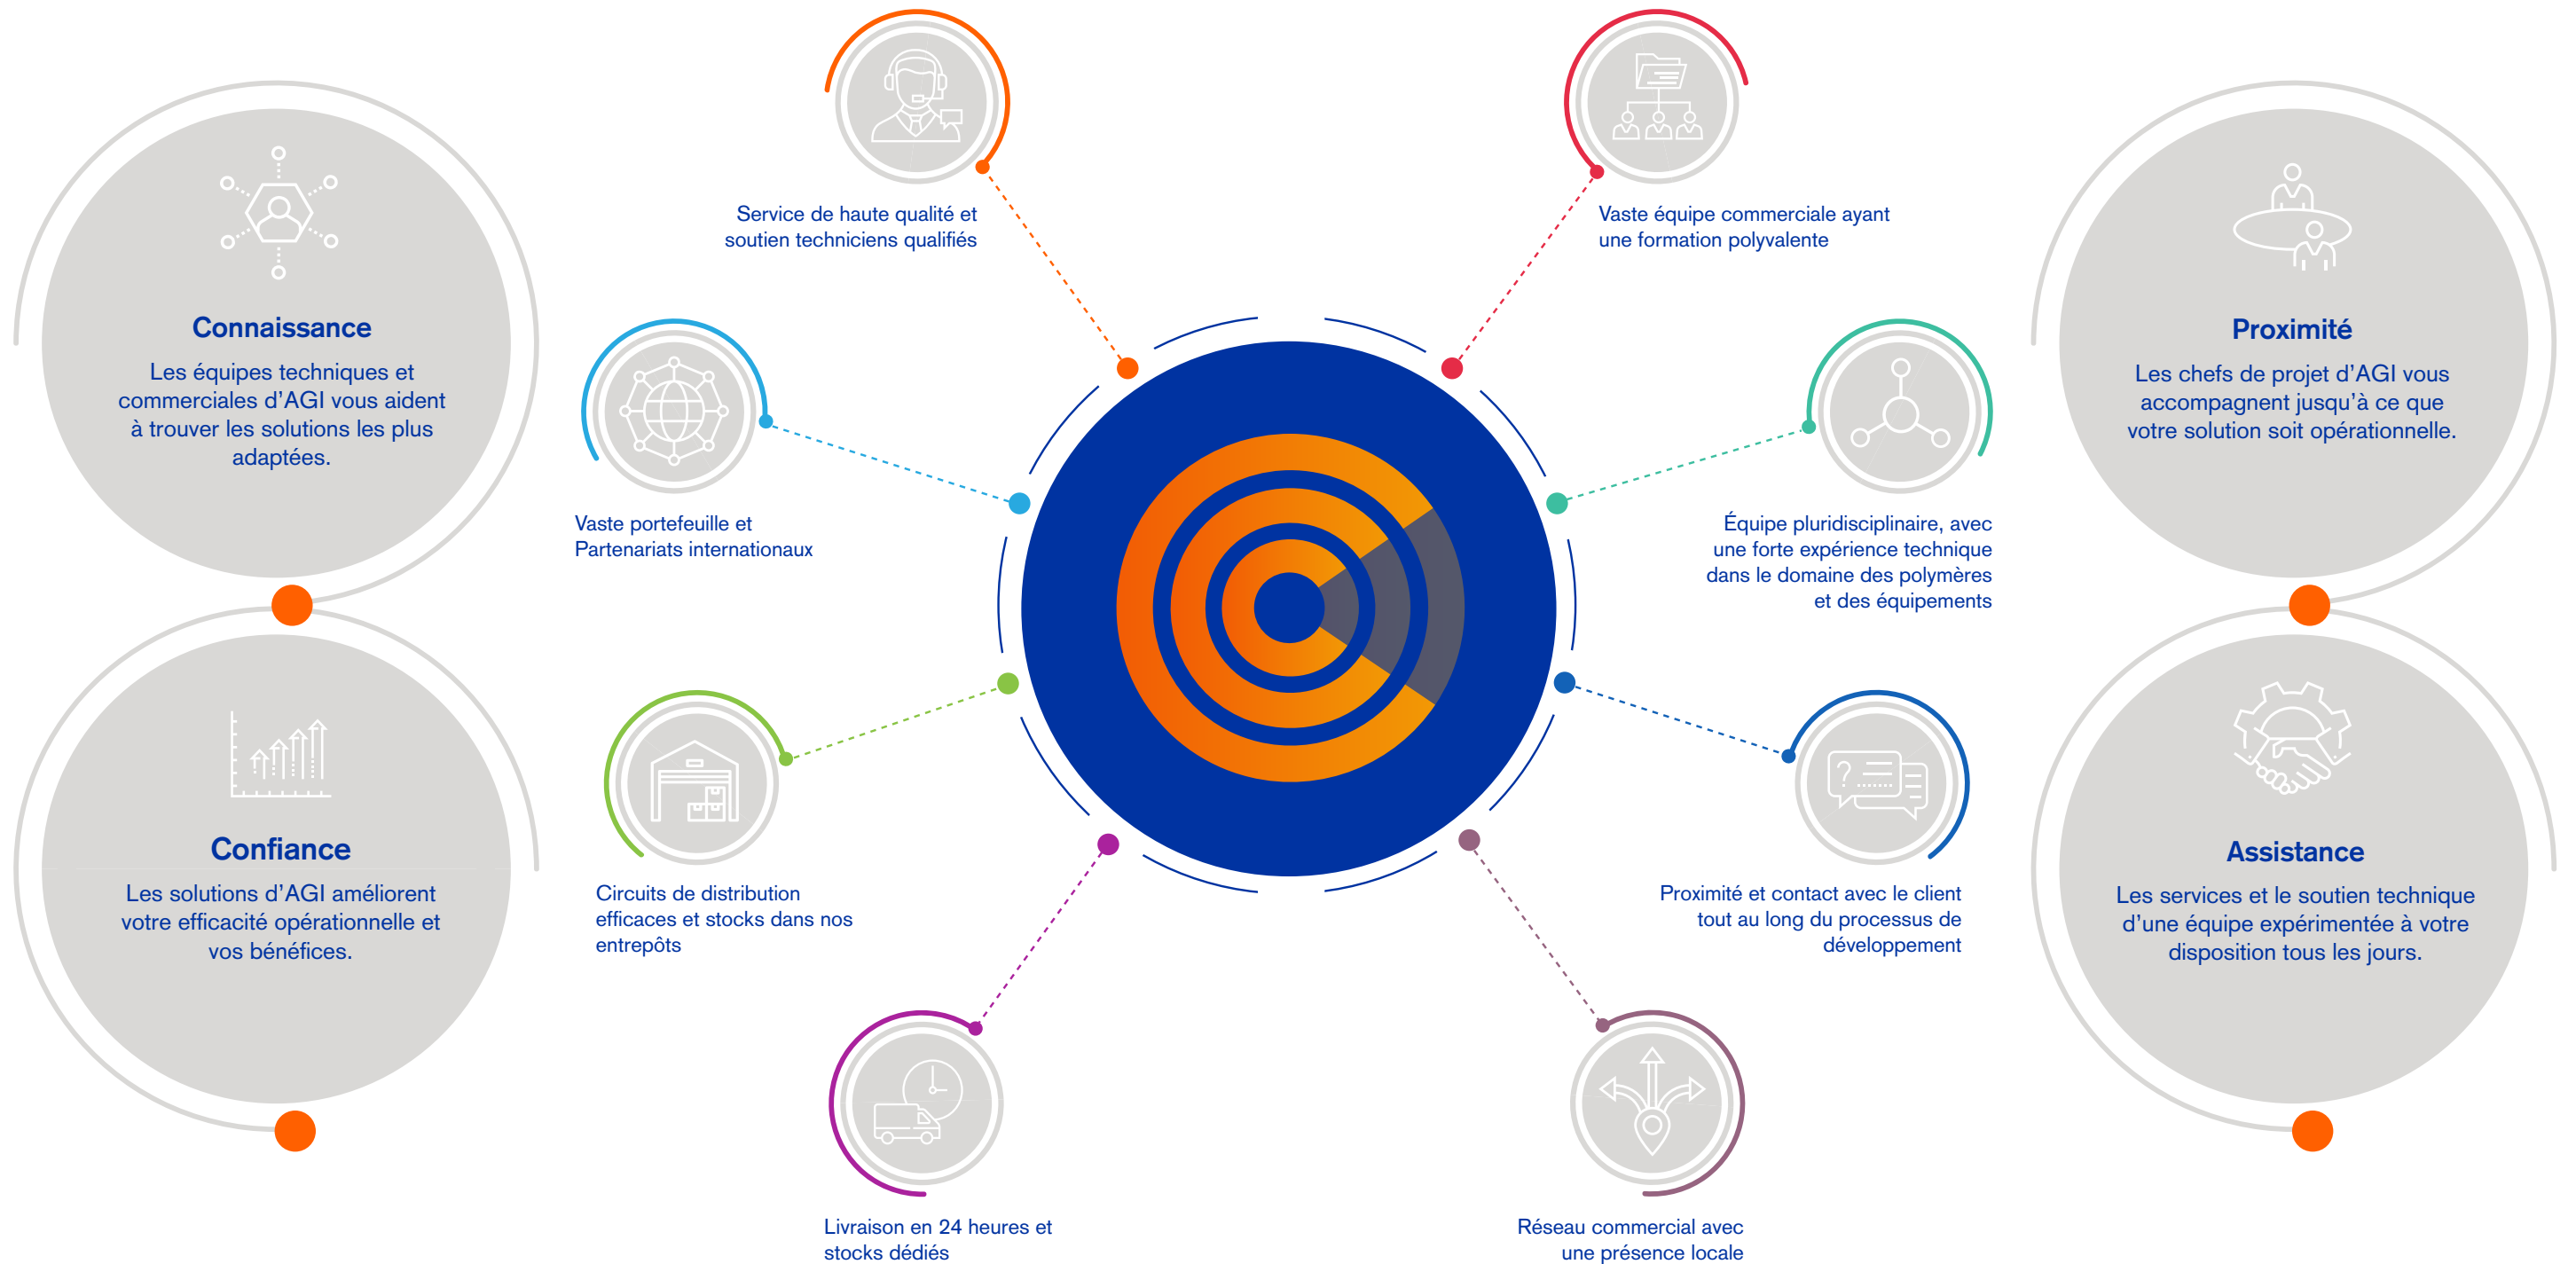 Connaissance
Les équipes techniques et
commerciales d’AGI vous aident
à trouver les solutions les plus
adaptées.
Confiance
Les solutions d’AGI améliorent
votre efficacité opérationnelle et
vos bénéfices.
Service de haute qualité et
soutien techniciens qualifiés
Vaste portefeuille et
Partenariats internationaux
Circuits de distribution
efficaces et stocks dans nos
entrepôts
Livraison en 24 heures et
stocks dédiés
Vaste équipe commerciale ayant
une formation polyvalente
Équipe pluridisciplinaire, avec
une forte expérience technique
dans le domaine des polymères
et des équipements
Proximité et contact avec le client
tout au long du processus de
développement
Réseau commercial avec
une présence locale
Proximité
Les chefs de projet d’AGI vous
accompagnent jusqu’à ce que
votre solution soit opérationnelle.
Assistance
Les services et le soutien technique
d’une équipe expérimentée à votre
disposition tous les jours.